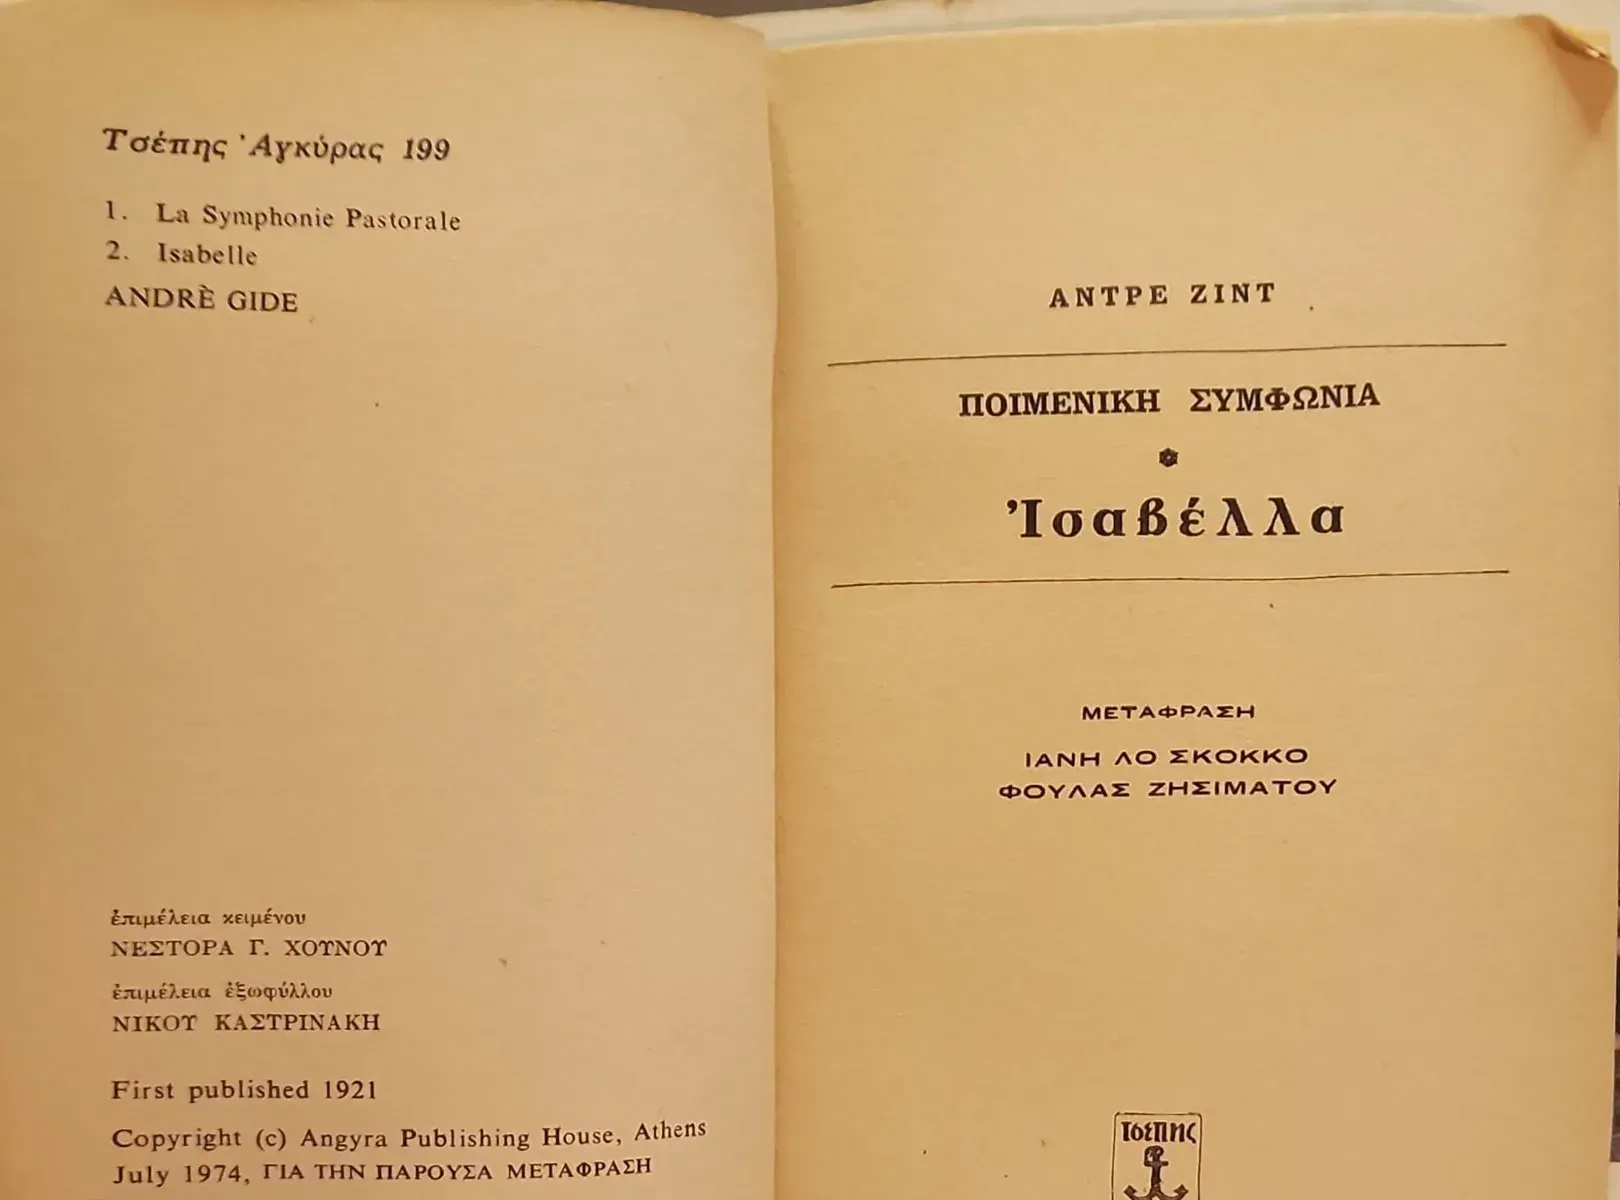 Τσέπης Ἀγκύρας 199
1. La Symphonie Pastorale
2. Isabelle
ANDRÈ GIDE
ἐπιμέλεια κειμένου
ΝΕΣΤΟΡΑ Γ. ΧΟΥΝΟΥ
ἐπιμέλεια ἐξωφύλλου
ΝΙΚΟΥ ΚΑΣΤΡΙΝΑΚΗ
First published 1921
Copyright (c) Angyra Publishing House, Athens
July 1974, ΓΙΑ ΤΗΝ ΠΑΡΟΥΣΑ ΜΕΤΑΦΡΑΣΗ
ΑΝΤΡΕ ΖΙΝΤ
ΠΟΙΜΕΝΙΚΗ ΣΥΜΦΩΝΙΑ
Ἰσαβέλλα
ΜΕΤΑΦΡΑΣΗ
ΙΑΝΗ ΛΟ ΣΚΟΚΚΟ
ΦΟΥΛΑΣ ΖΗΣΙΜΑΤΟΥ
τσέπης